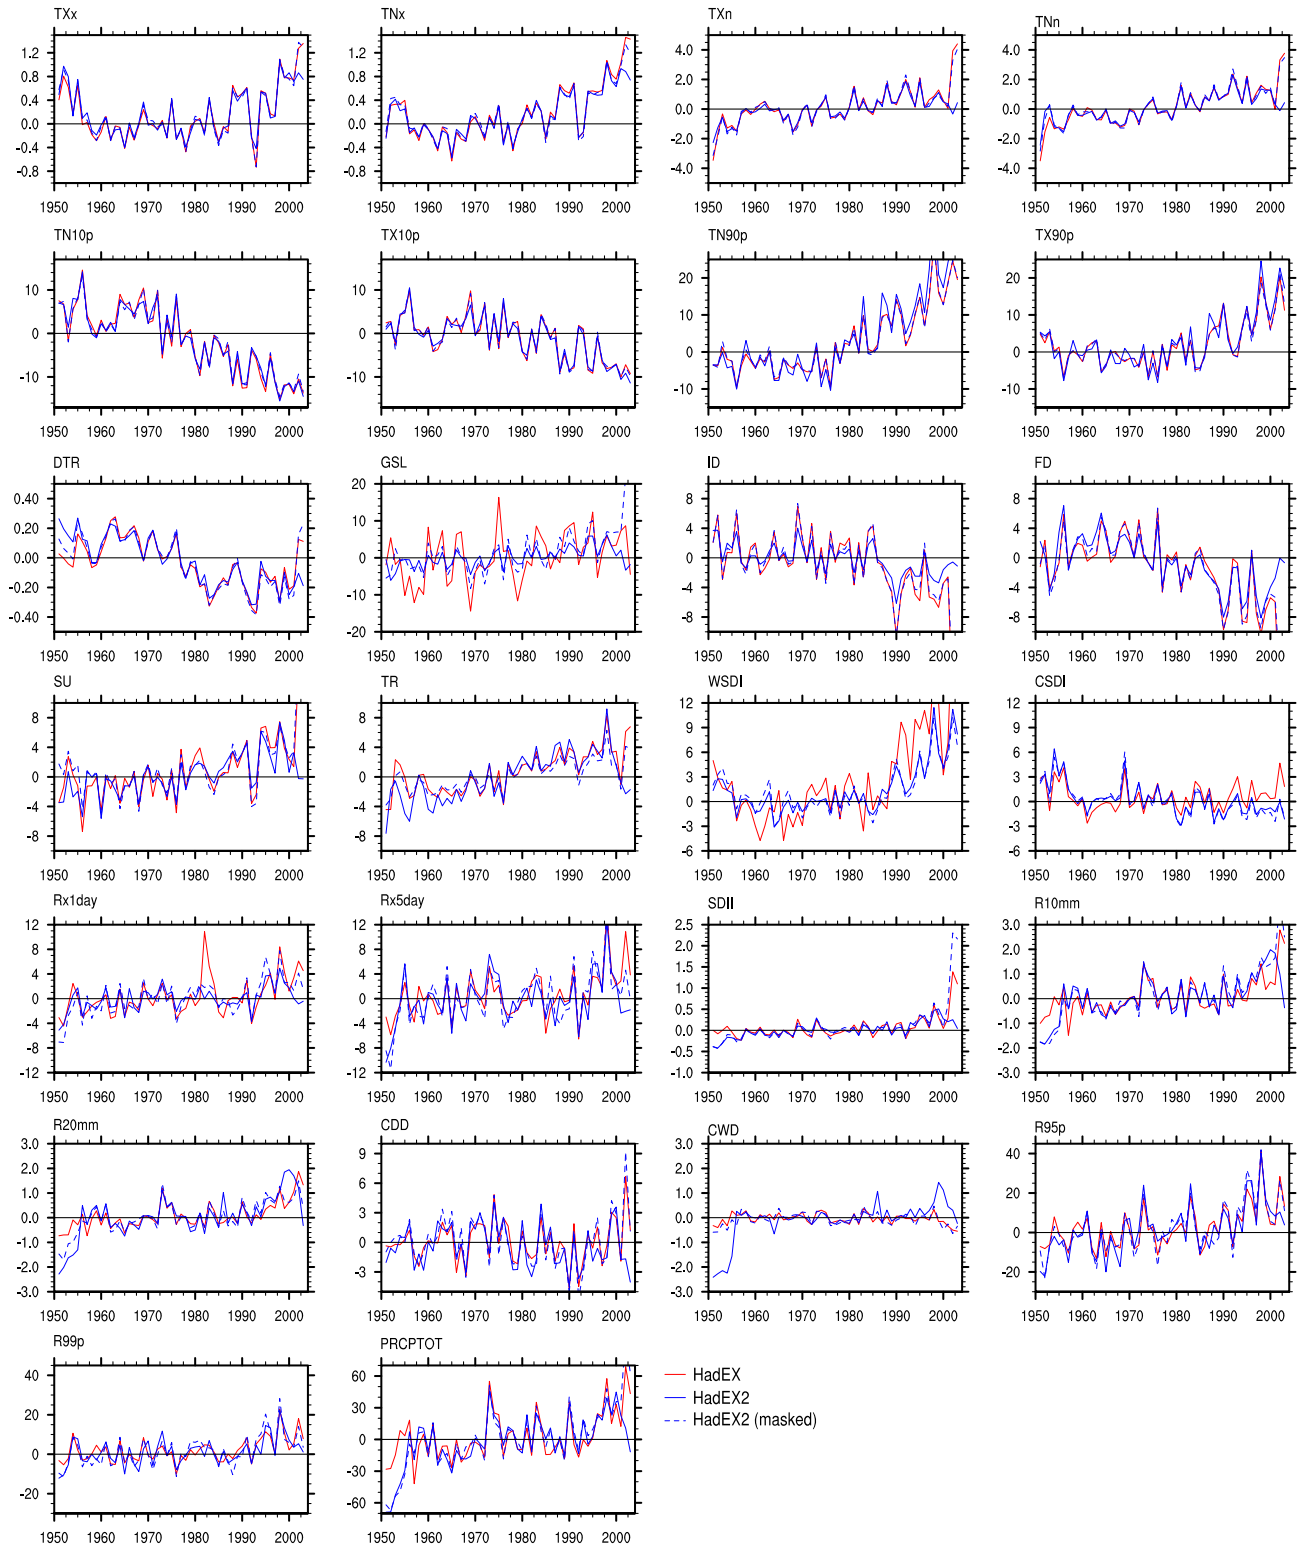 TXx TNx TXn TNn
1.2 1.2 4.0 4.0
0.8 0.8 2.0 2.0
0.4 0.4 0.0 0.0
0.0 0.0 -2.0 -2.0
-0.4 -0.4 -4.0 -4.0
-0.8 -0.8
1950 1960 1970 1980 1990 2000 1950 1960 1970 1980 1990 2000 1950 1960 1970 1980 1990 2000 1950 1960 1970 1980 1990 2000
TN10p TX10p TN90p TX90p
10 10 20 20
0 0 10 10
-10 -10 0 0
-10 -10
1950 1960 1970 1980 1990 2000 1950 1960 1970 1980 1990 2000 1950 1960 1970 1980 1990 2000 1950 1960 1970 1980 1990 2000
DTR GSL ID FD
0.40 20 8 8
0.20 10 4 4
0.00 0 0 0
-0.20 -10 -4 -4
-0.40 -20 -8 -8
1950 1960 1970 1980 1990 2000 1950 1960 1970 1980 1990 2000 1950 1960 1970 1980 1990 2000 1950 1960 1970 1980 1990 2000
SU TR WSDI CSDI
8 8 12 12
4 4 9 9
0 0 6 6
-4 -4 3 3
-8 -8 0 0
-3 -3
-6 -6
1950 1960 1970 1980 1990 2000 1950 1960 1970 1980 1990 2000 1950 1960 1970 1980 1990 2000 1950 1960 1970 1980 1990 2000
Rx1day Rx5day SDII R10mm
12 12 2.5 3.0
8 8 2.0 2.0
4 4 1.5 1.0
0 0 1.0 0.0
-4 -4 0.5 -1.0
-8 -8 0.0 -2.0
-12 -12 -0.5 -3.0
-1.0
1950 1960 1970 1980 1990 2000 1950 1960 1970 1980 1990 2000 1950 1960 1970 1980 1990 2000 1950 1960 1970 1980 1990 2000
R20mm CDD CWD R95p
3.0 9 3.0 40
2.0 6 2.0 20
1.0 3 1.0 0
0.0 0 0.0 -20
-1.0 -3 -1.0
-2.0 -2.0
-3.0 -3.0
1950 1960 1970 1980 1990 2000 1950 1960 1970 1980 1990 2000 1950 1960 1970 1980 1990 2000 1950 1960 1970 1980 1990 2000
R99p PRCPTOT
40 60
20 30
0 0
-20 -30
-60
1950 1960 1970 1980 1990 2000 1950 1960 1970 1980 1990 2000
HadEX
HadEX2
HadEX2 (masked)